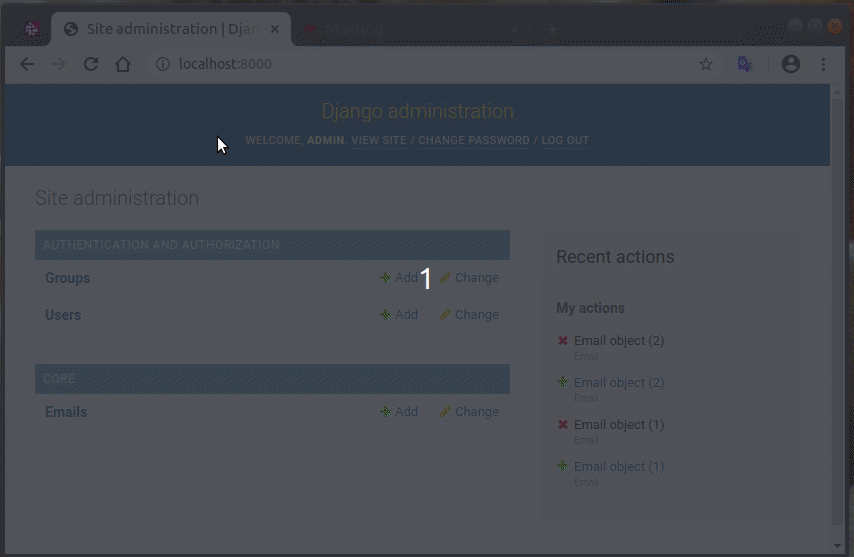 Site administration | Djan
MailHog
localhost:8000
Django administration
WELCOME, ADMIN. VIEW SITE / CHANGE PASSWORD / LOG OUT
Site administration
AUTHENTICATION AND AUTHORIZATION
Groups Add Change
Users Add Change
CORE
Emails Add Change
1
Recent actions
My actions
Email object (2)
Email
Email object (2)
Email
Email object (1)
Email
Email object (1)
Email